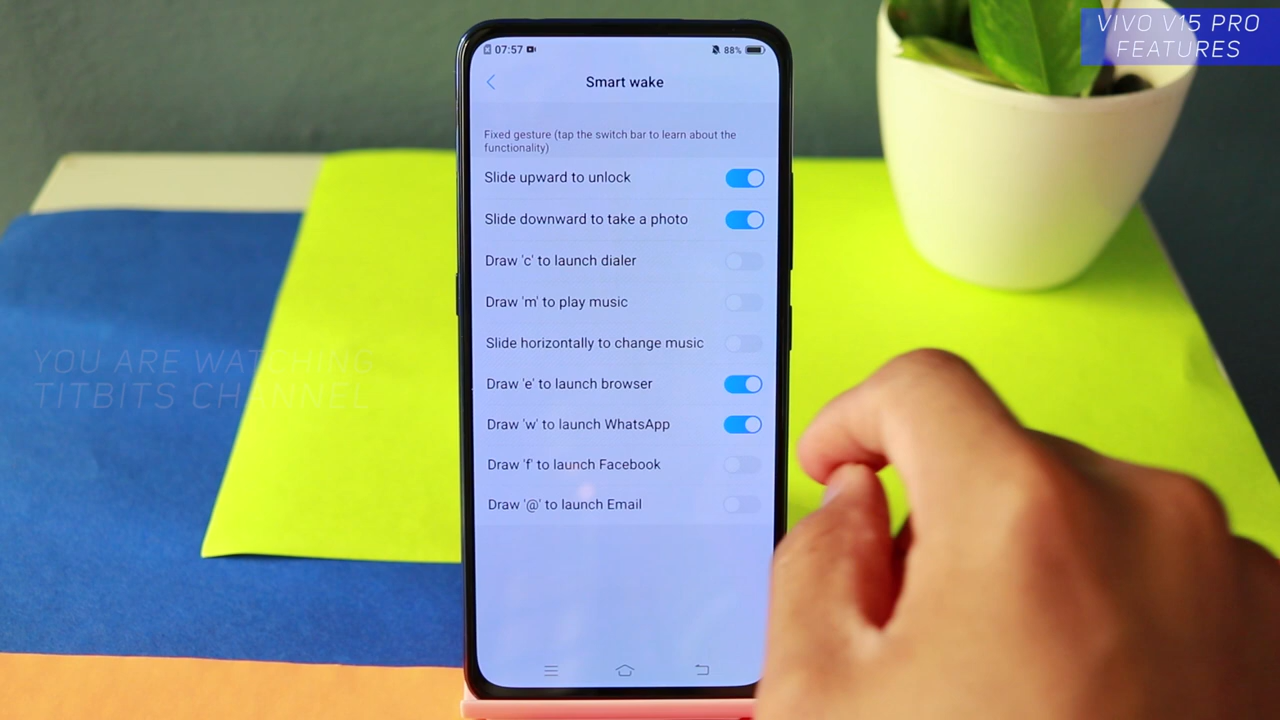 VIVO V15 PRO
FEATURES
07:57
88%
Smart wake
Fixed gesture (tap the switch bar to learn about the
functionality)
Slide upward to unlock
Slide downward to take a photo
Draw 'c' to launch dialer
Draw 'm' to play music
Slide horizontally to change music
Draw 'e' to launch browser
Draw 'w' to launch WhatsApp
Draw 'f' to launch Facebook
Draw '@' to launch Email
YOU ARE WATCHING
TITBITS CHANNEL